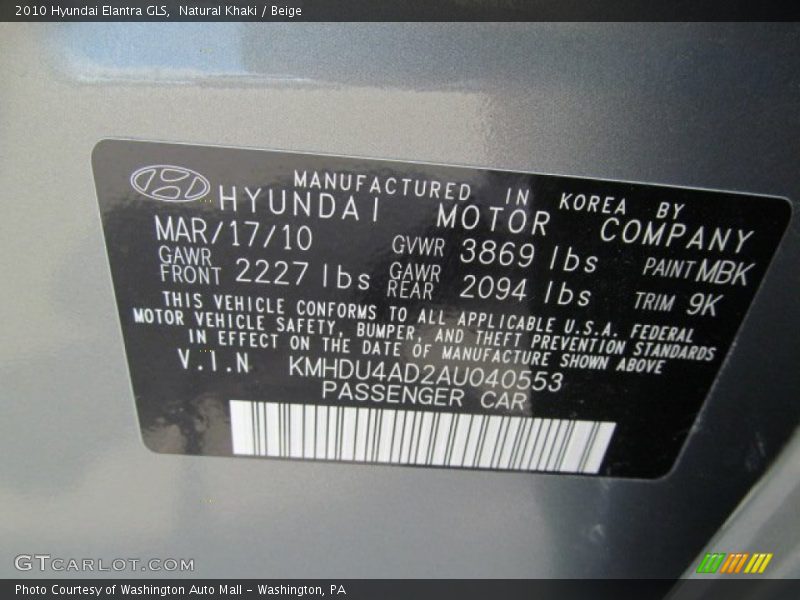 2010 Hyundai Elantra GLS, Natural Khaki / Beige
MANUFACTURED IN KOREA BY
HYUNDAI MOTOR COMPANY
MAR/17/10 GVWR 3869 lbs PAINT MBK
GAWR FRONT 2227 lbs GAWR REAR 2094 lbs TRIM 9K
THIS VEHICLE CONFORMS TO ALL APPLICABLE U.S.A. FEDERAL
MOTOR VEHICLE SAFETY, BUMPER, AND THEFT PREVENTION STANDARDS
IN EFFECT ON THE DATE OF MANUFACTURE SHOWN ABOVE
V.I.N KMHDU4AD2AU040553
PASSENGER CAR
GTCARLOT.COM
Photo Courtesy of Washington Auto Mall - Washington, PA